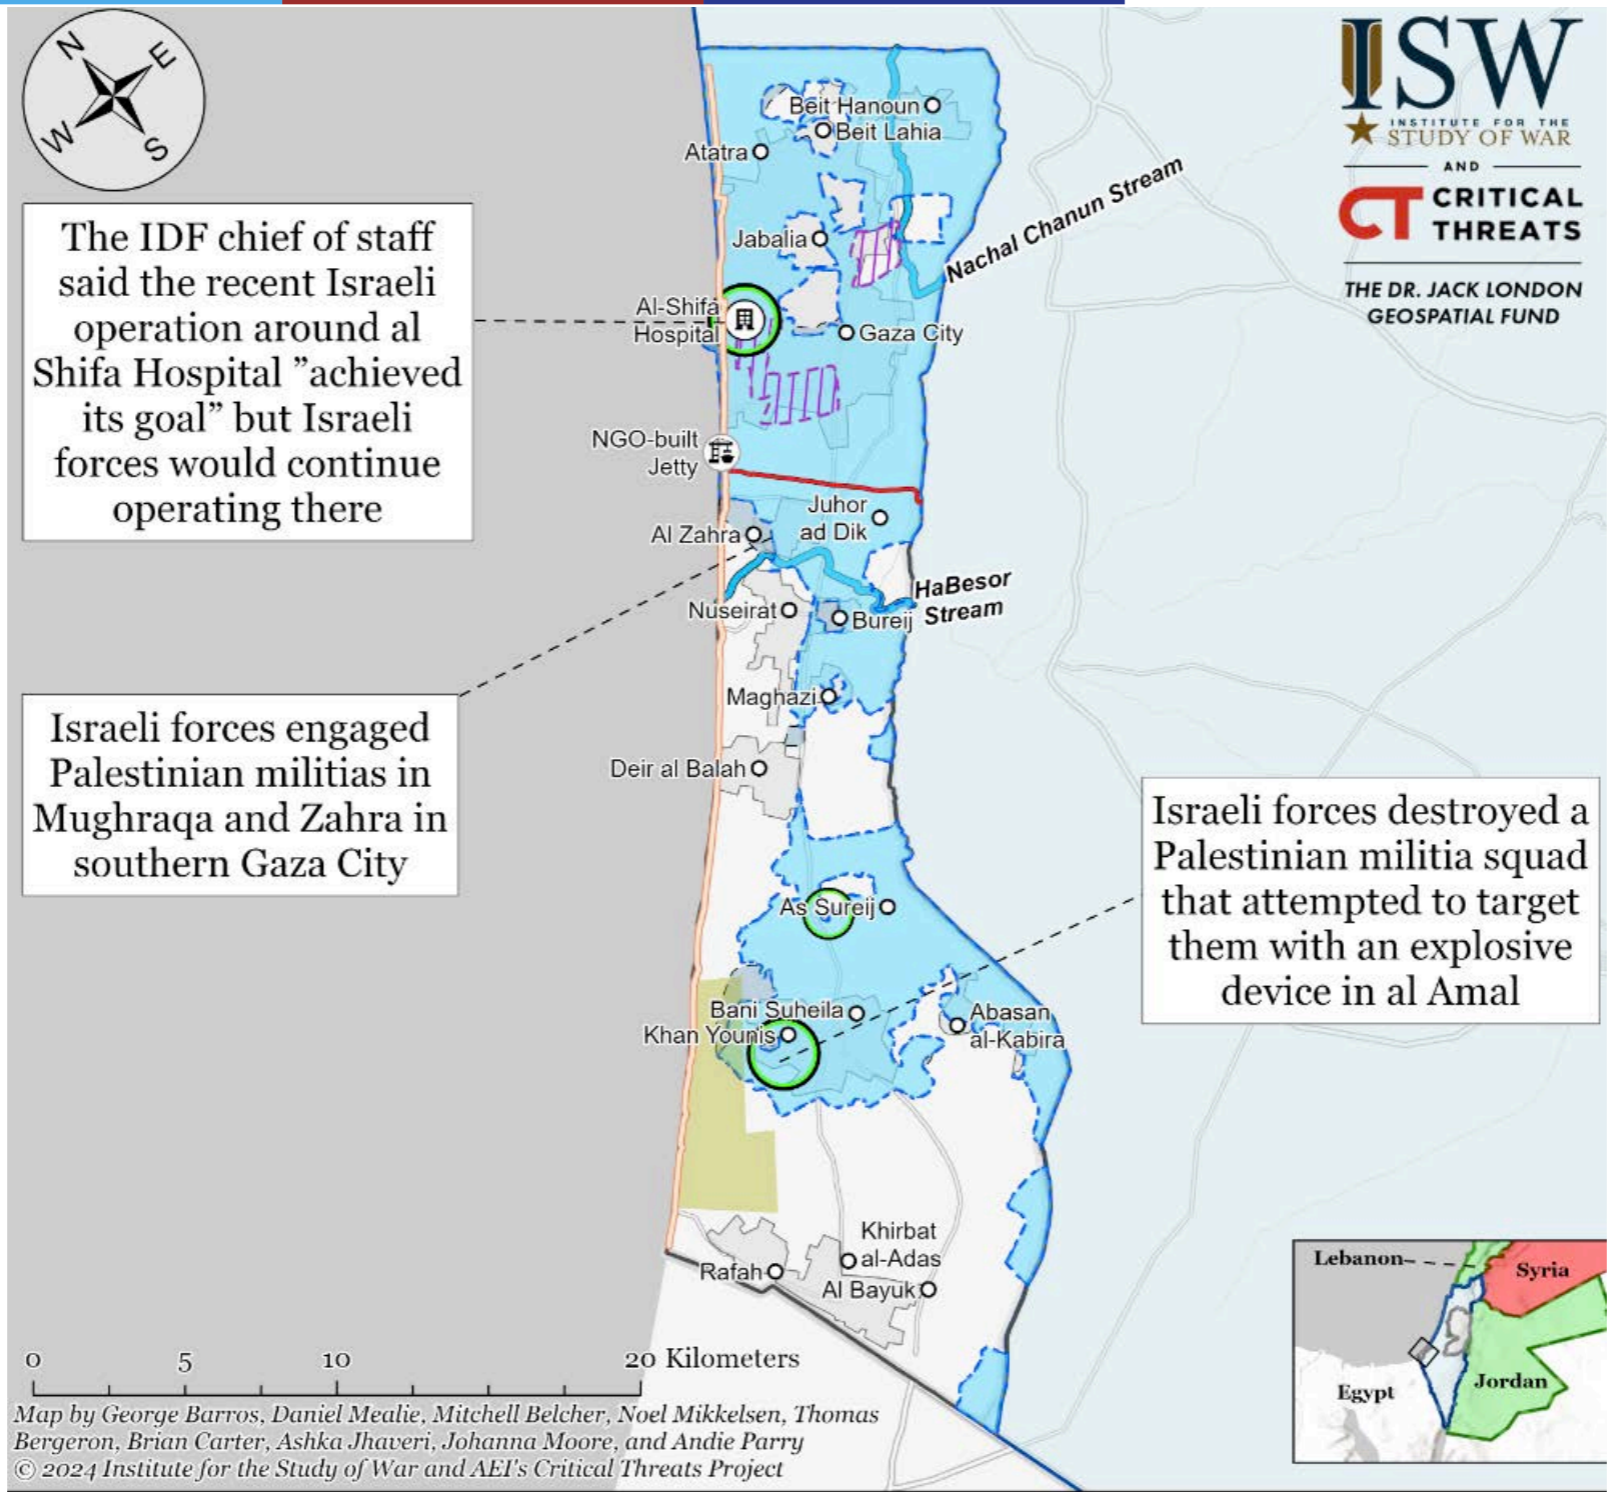 N
E
W
S
ISW
INSTITUTE FOR THE
STUDY OF WAR
AND
CT CRITICAL
THREATS
THE DR. JACK LONDON
GEOSPATIAL FUND
The IDF chief of staff
said the recent Israeli
operation around al
Shifa Hospital ”achieved
its goal” but Israeli
forces would continue
operating there
Beit Hanoun
Beit Lahia
Atatra
Nachal Chanun Stream
Jabalia
Al-Shifa
Hospital
Gaza City
NGO-built
Jetty
Juhor
ad Dik
Al Zahra
HaBesor
Stream
Nuseirat
Bureij
Maghazi
Deir al Balah
Israeli forces engaged
Palestinian militias in
Mughraqa and Zahra in
southern Gaza City
Israeli forces destroyed a
Palestinian militia squad
that attempted to target
them with an explosive
device in al Amal
As Sureij
Bani Suheila
Khan Younis
Abasan
al-Kabira
Khirbat
al-Adas
Rafah
Al Bayuk
Lebanon
Syria
Egypt
Jordan
0 5 10 20 Kilometers
Map by George Barros, Daniel Mealie, Mitchell Belcher, Noel Mikkelsen, Thomas
Bergeron, Brian Carter, Ashka Jhaveri, Johanna Moore, and Andie Parry
© 2024 Institute for the Study of War and AEI's Critical Threats Project